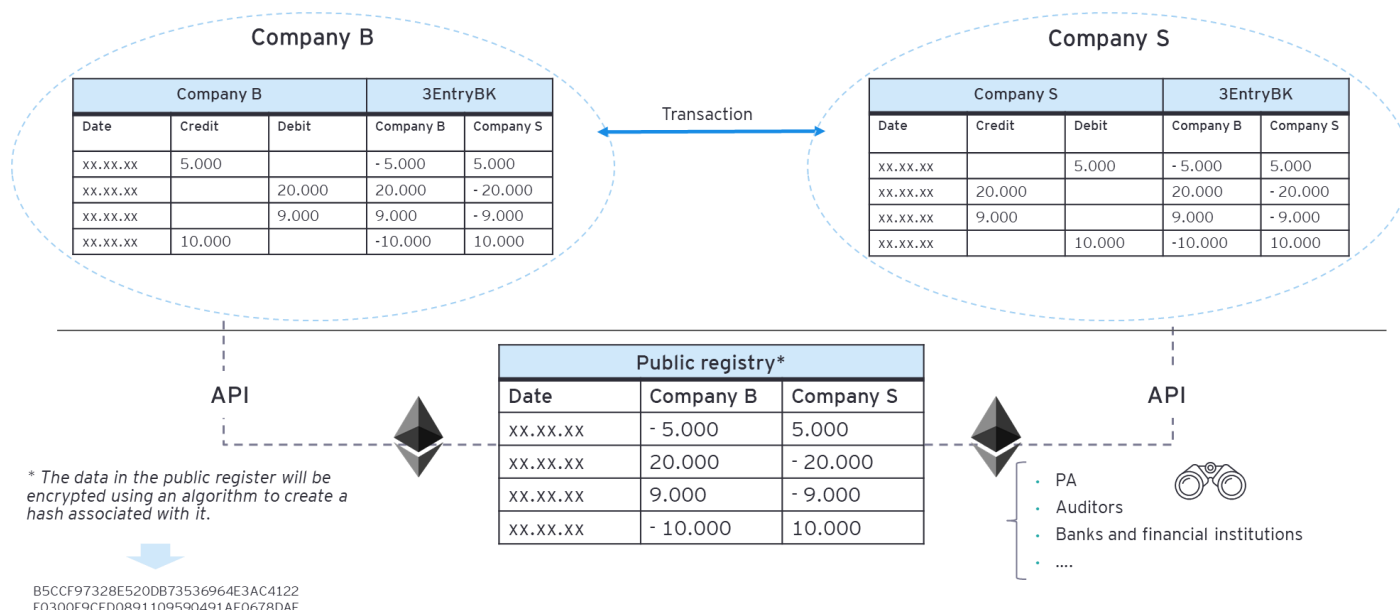 Company B
Company B 3EntryBK
Date Credit Debit Company B Company S
xx.xx.xx 5.000 - 5.000 5.000
xx.xx.xx 20.000 20.000 - 20.000
xx.xx.xx 9.000 9.000 - 9.000
xx.xx.xx 10.000 -10.000 10.000
Transaction
Company S
Company S 3EntryBK
Date Credit Debit Company B Company S
xx.xx.xx 5.000 - 5.000 5.000
xx.xx.xx 20.000 20.000 - 20.000
xx.xx.xx 9.000 9.000 - 9.000
xx.xx.xx 10.000 -10.000 10.000
API
Public registry*
Date Company B Company S
xx.xx.xx - 5.000 5.000
xx.xx.xx 20.000 - 20.000
xx.xx.xx 9.000 - 9.000
xx.xx.xx - 10.000 10.000
API
* The data in the public register will be
encrypted using an algorithm to create a
hash associated with it.
B5CCF97328E520DB73536964E3AC4122
• PA
• Auditors
• Banks and financial institutions
• ....